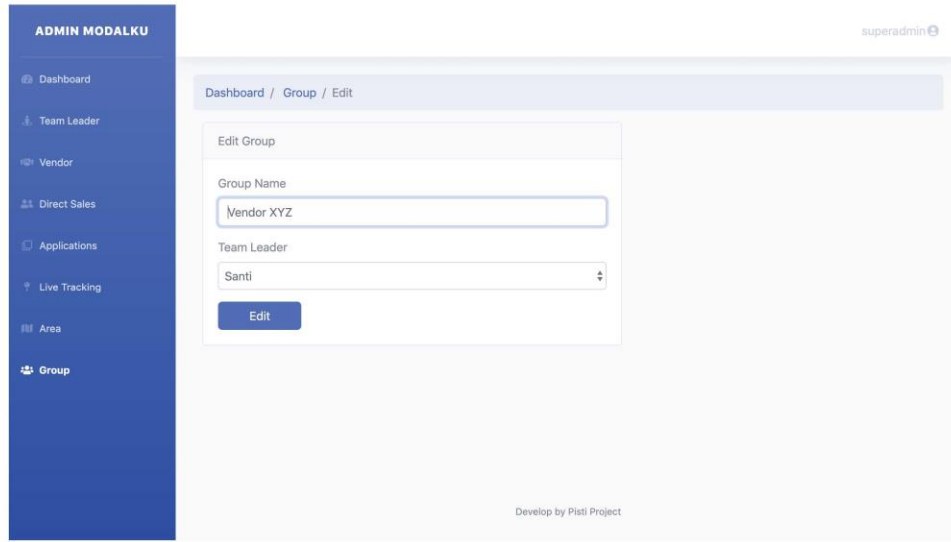 ADMIN MODALKU
superadmin
Dashboard
Team Leader
Vendor
Direct Sales
Applications
Live Tracking
Area
Group
Dashboard / Group / Edit
Edit Group
Group Name
Vendor XYZ
Team Leader
Santi
Edit
Develop by Pisti Project